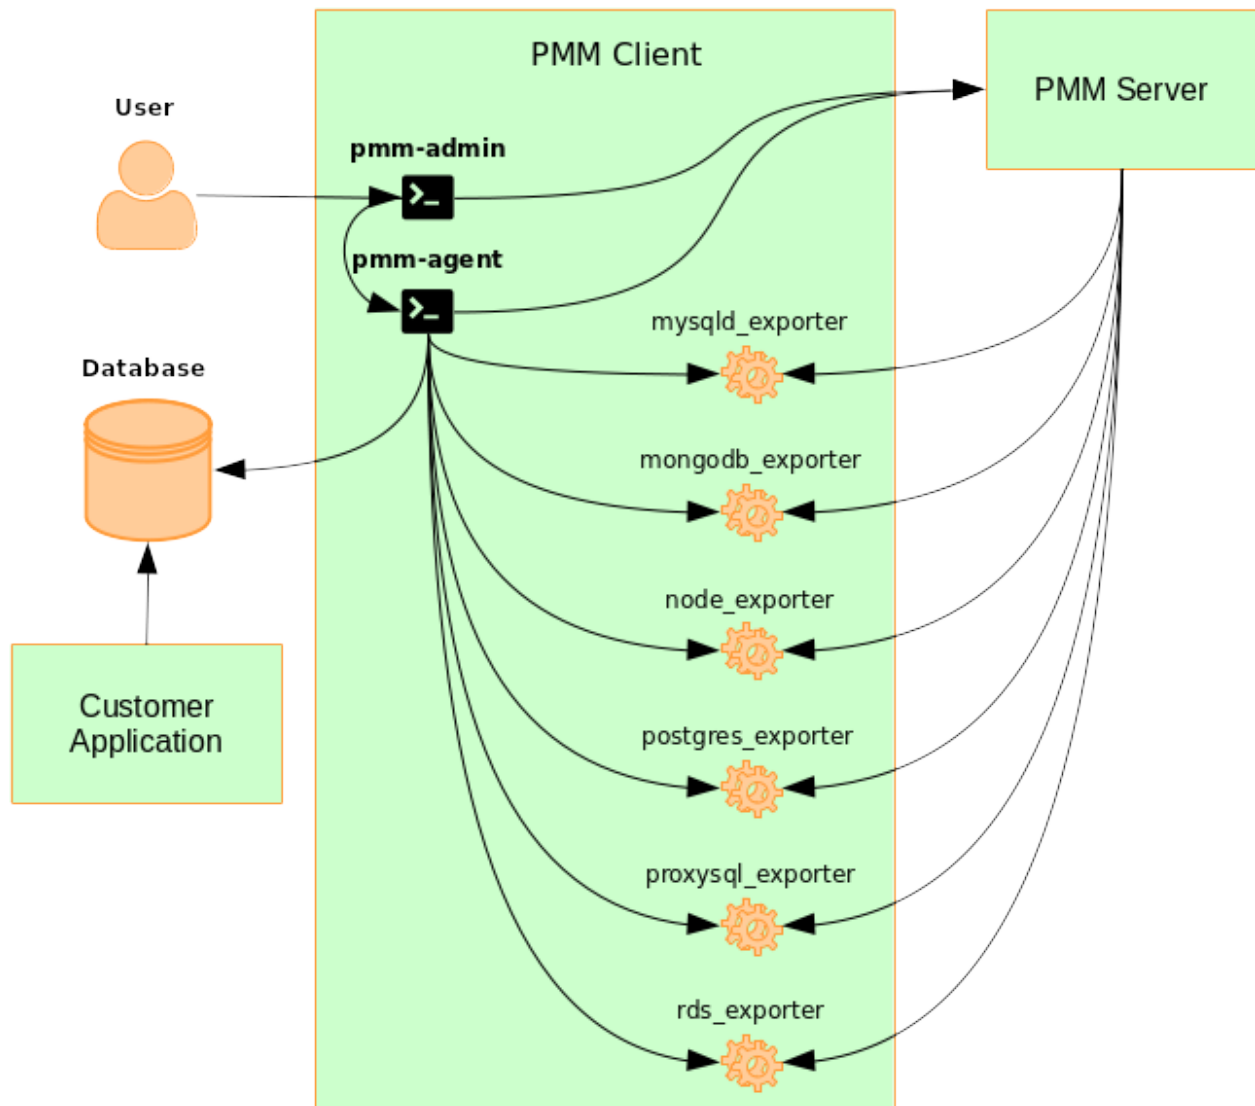 PMM Client
PMM Server
User
pmm-admin
>_
pmm-agent
>_
mysqld_exporter
Database
mongodb_exporter
node_exporter
Customer
Application
postgres_exporter
proxysql_exporter
rds_exporter